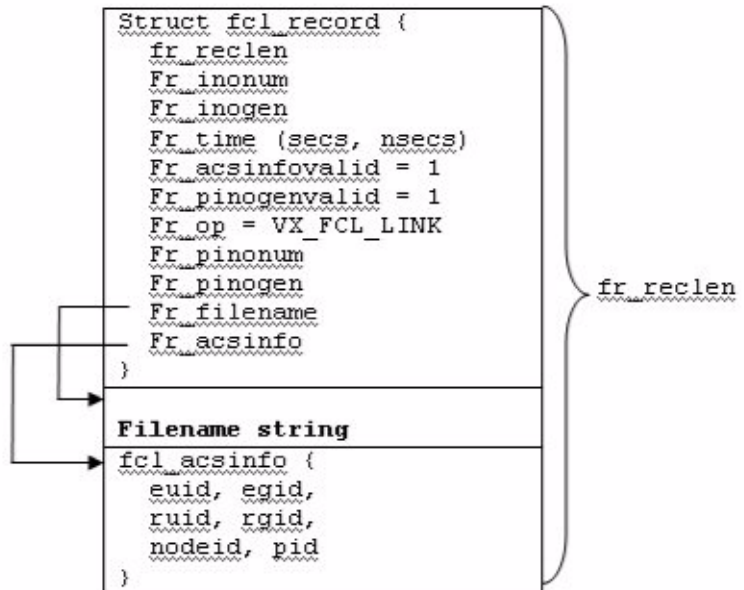 Struct fcl_record {
fr_reclen
Fr_inonum
Fr_inogen
Fr_time (secs, nsecs)
Fr_acsinfovalid = 1
Fr_pinogenvalid = 1
Fr_op = VX_FCL_LINK
Fr_pinonum
Fr_pinogen
Fr_filename
Fr_acsinfo
}
fr_reclen
Filename string
fcl_acsinfo {
euid, egid,
ruid, rgid,
nodeid, pid
}